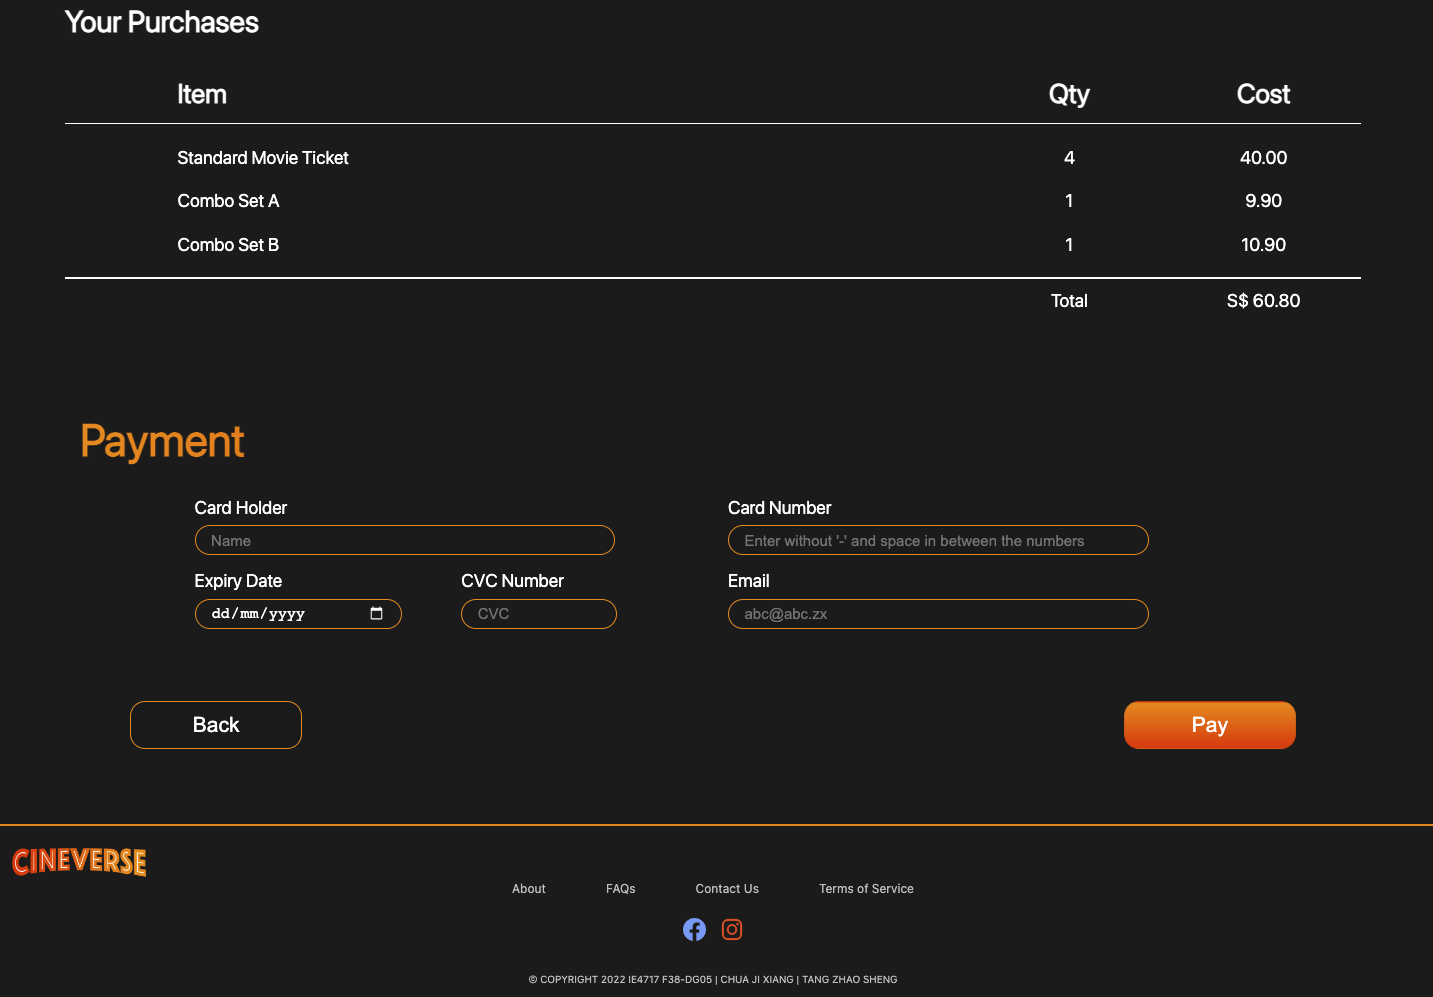 Your Purchases
Item Qty Cost
Standard Movie Ticket 4 40.00
Combo Set A 1 9.90
Combo Set B 1 10.90
Total S$ 60.80
Payment
Card Holder Card Number
Name Enter without '-' and space in between the numbers
Expiry Date CVC Number Email
dd/mm/yyyy CVC abc@abc.zx
Back Pay
CINEVERSE
About FAQs Contact Us Terms of Service
© COPYRIGHT 2022 IE4717 F38-DG05 | CHUA JI XIANG | TANG ZHAO SHENG